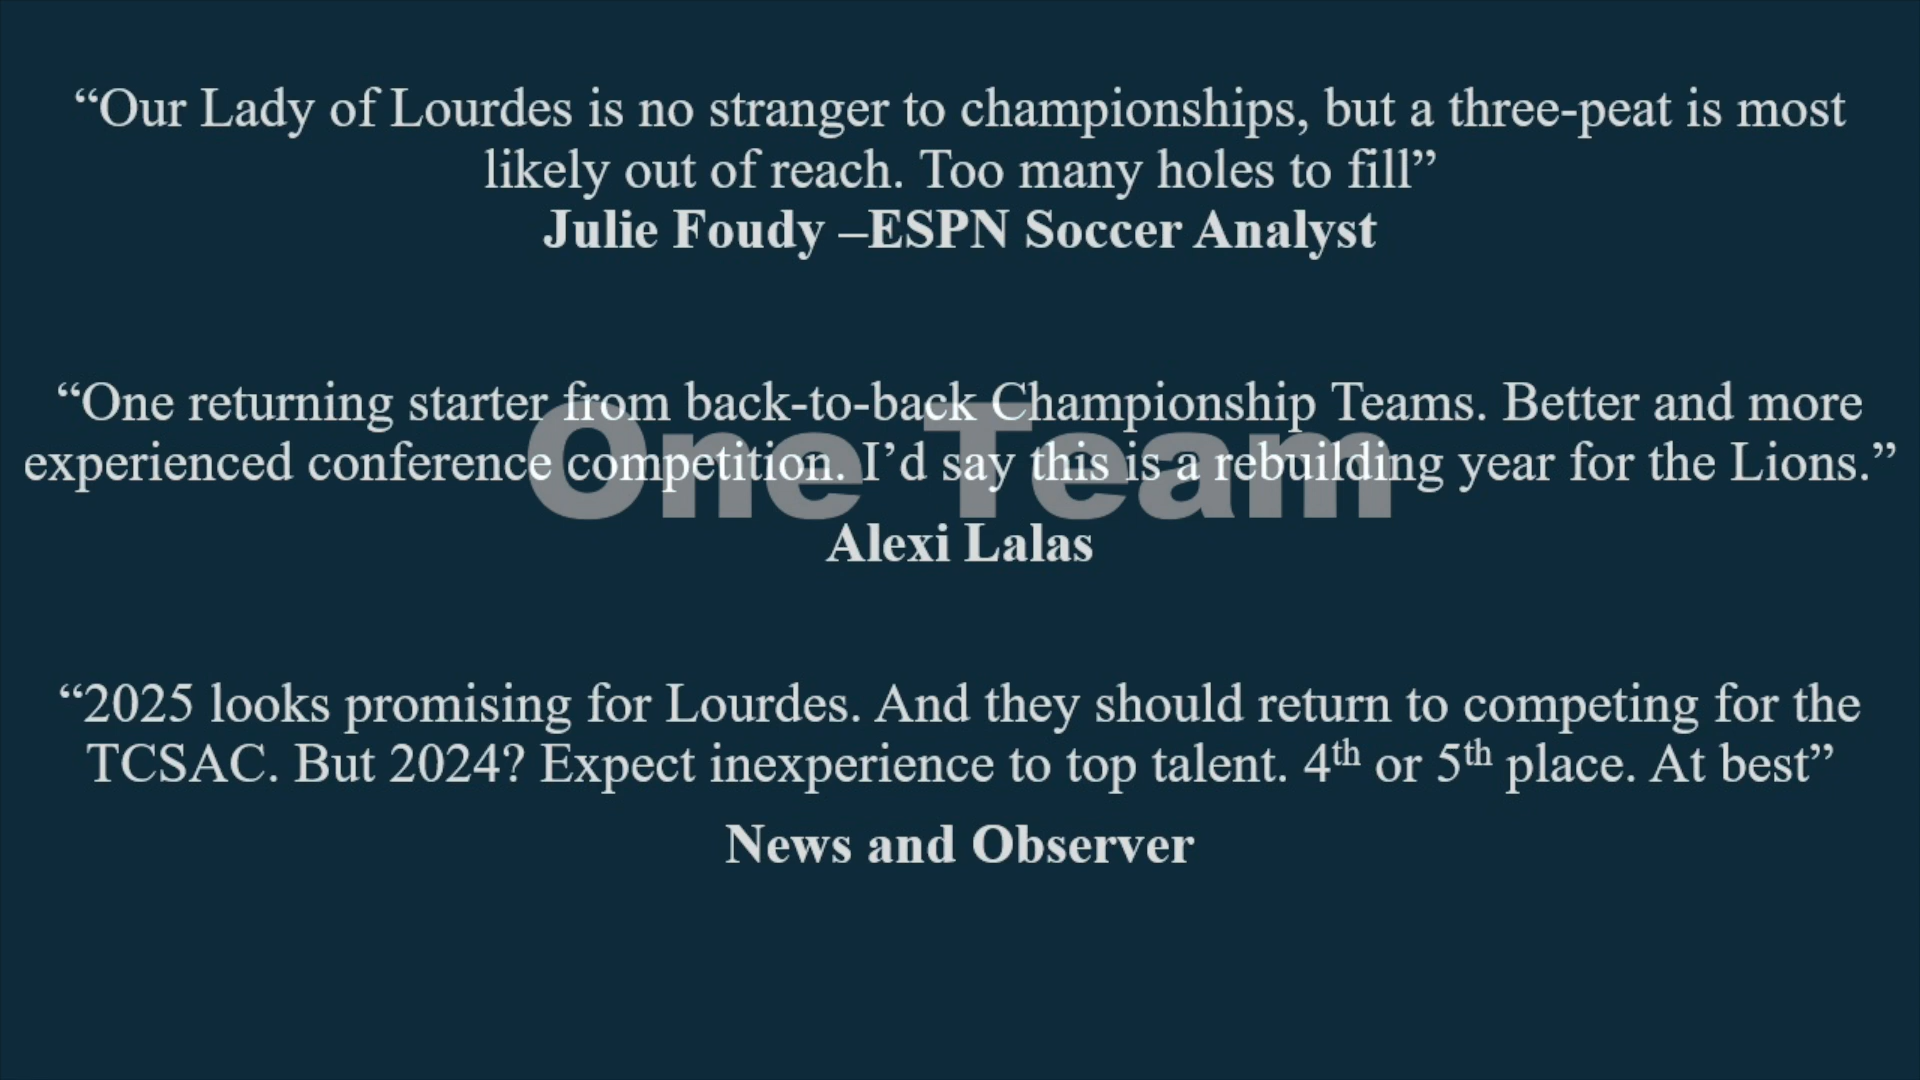 “Our Lady of Lourdes is no stranger to championships, but a three-peat is most
likely out of reach. Too many holes to fill”
Julie Foudy –ESPN Soccer Analyst
“One returning starter from back-to-back Championship Teams. Better and more
experienced conference competition. I’d say this is a rebuilding year for the Lions.”
One Team
Alexi Lalas
“2025 looks promising for Lourdes. And they should return to competing for the
TCSAC. But 2024? Expect inexperience to top talent. 4th or 5th place. At best”
News and Observer